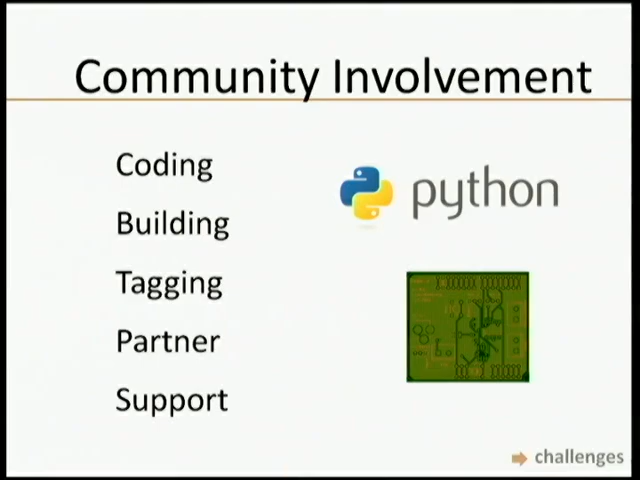 Community Involvement
Coding
Building
Tagging
Partner
Support
python
challenges